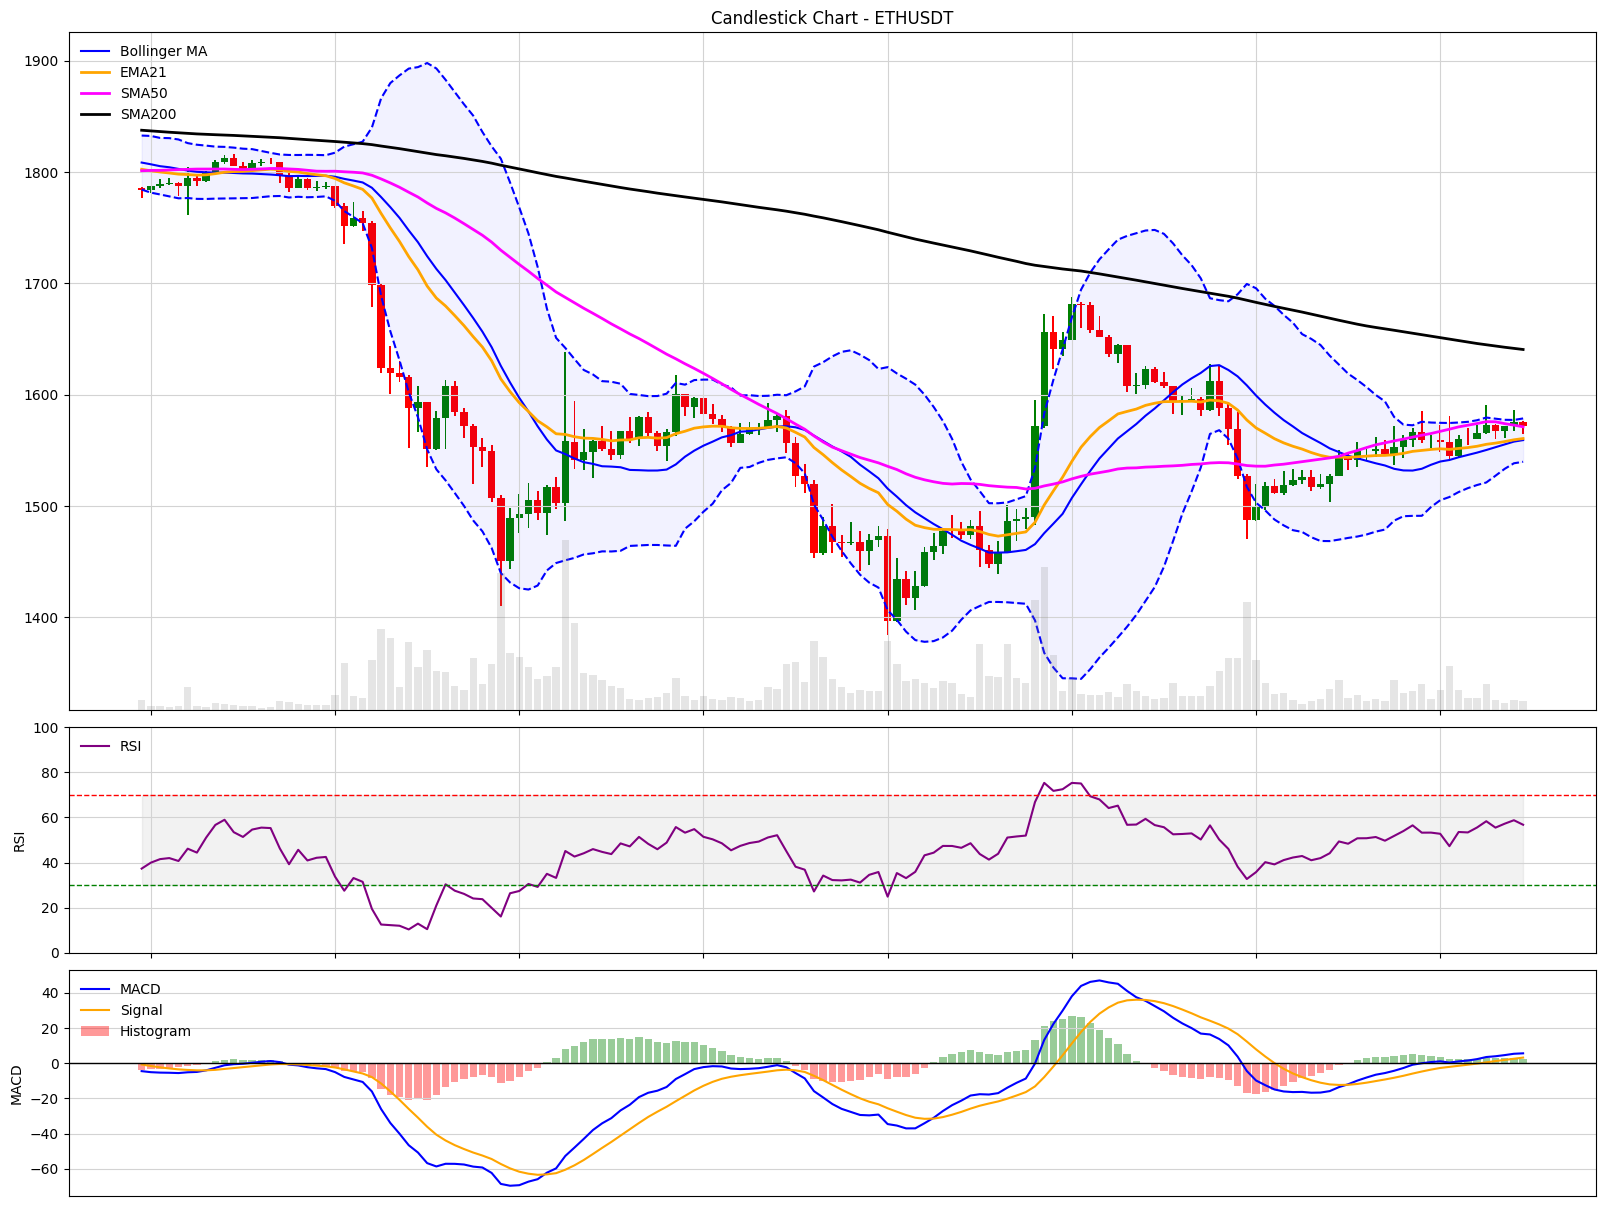 Candlestick Chart - ETHUSDT
Bollinger MA
EMA21
SMA50
SMA200
1900
1800
1700
1600
1500
1400
RSI
100
80
60
40
20
0
RSI
MACD
Signal
Histogram
40
20
0
−20
−40
−60
MACD